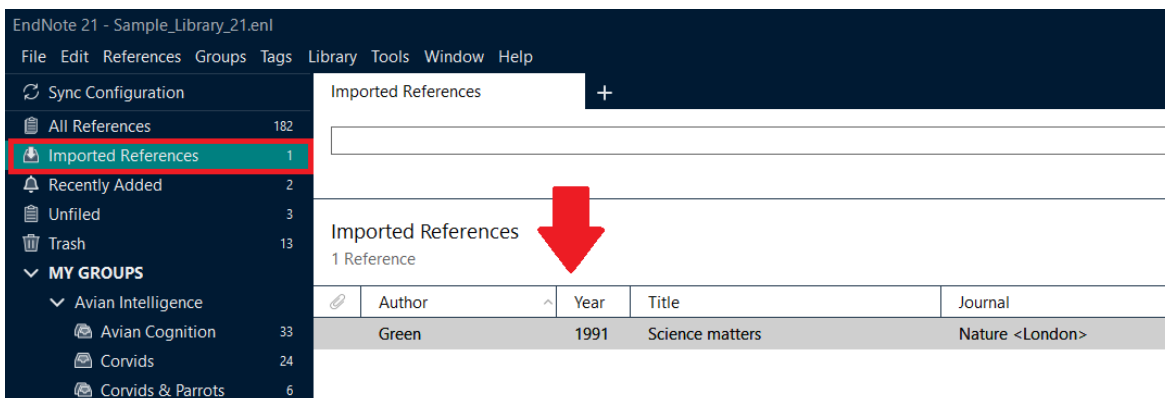 EndNote 21 - Sample_Library_21.enl
File Edit References Groups Tags Library Tools Window Help
Sync Configuration
All References 182
Imported References 1
Recently Added 2
Unfiled 3
Trash 13
MY GROUPS
Avian Intelligence
Avian Cognition 33
Corvids 24
Corvids & Parrots 6
Imported References +
Imported References
1 Reference
Author Year Title Journal
Green 1991 Science matters Nature <London>